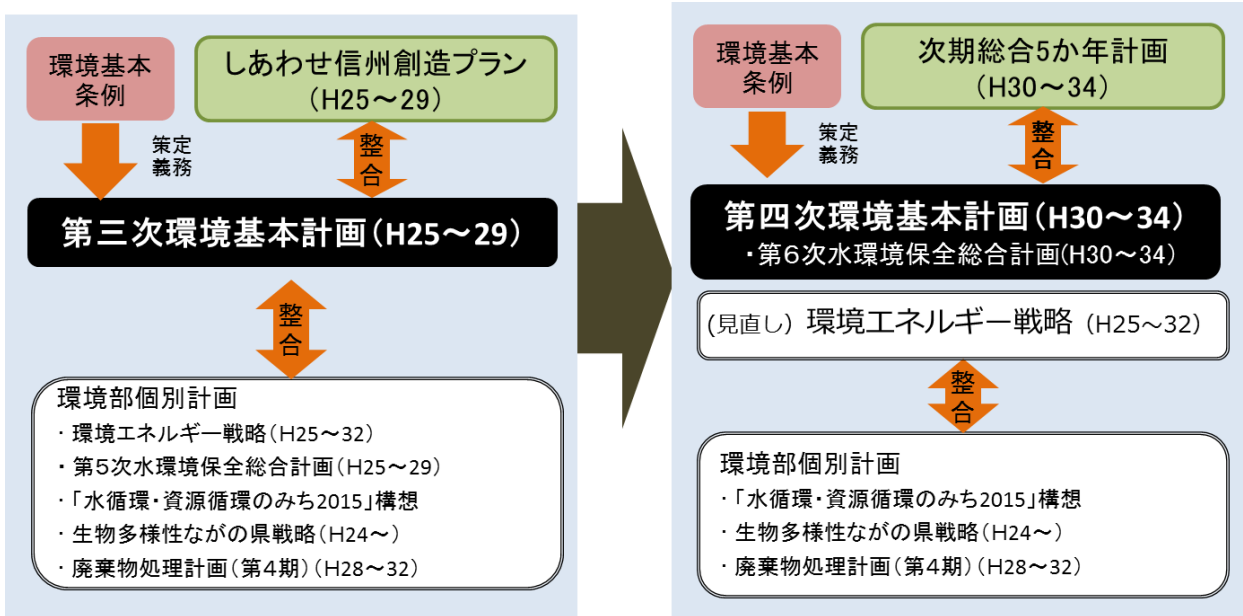 環境基本
条例
しあわせ信州創造プラン
(H25～29)
策定
義務
整
合
第三次環境基本計画(H25～29)
整
合
環境部個別計画
・環境エネルギー戦略(H25～32)
・第5次水環境保全総合計画(H25～29)
・「水循環・資源循環のみち2015」構想
・生物多様性ながの県戦略(H24～)
・廃棄物処理計画(第4期)(H28～32)
環境基本
条例
次期総合5か年計画
(H30～34)
策定
義務
整
合
第四次環境基本計画(H30～34)
・第6次水環境保全総合計画(H30～34)
(見直し) 環境エネルギー戦略 (H25～32)
整
合
環境部個別計画
・「水循環・資源循環のみち2015」構想
・生物多様性ながの県戦略(H24～)
・廃棄物処理計画(第4期)(H28～32)